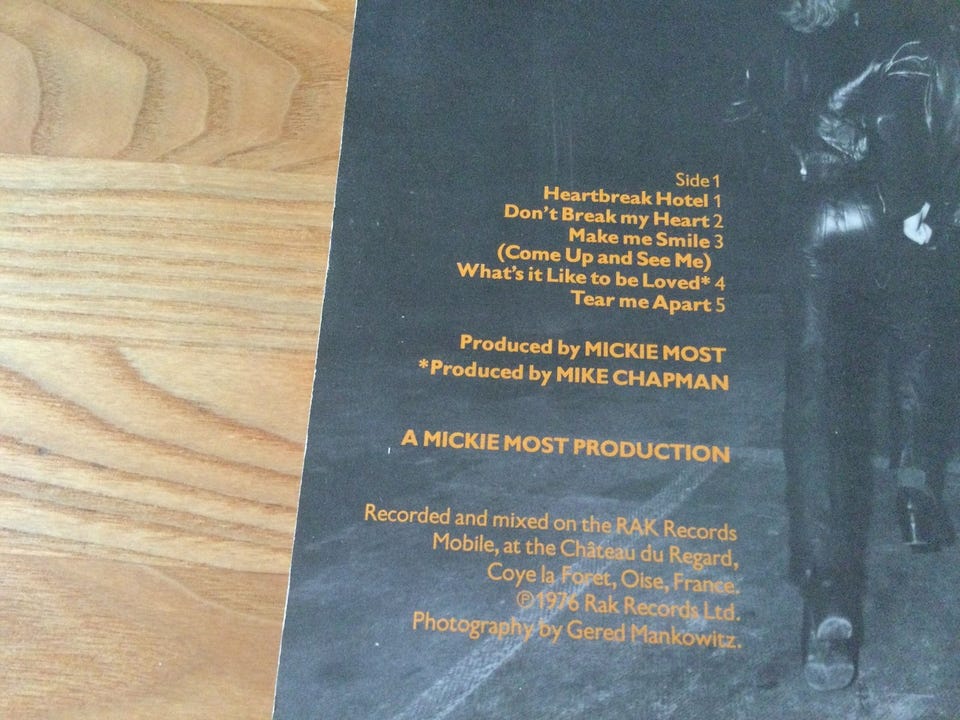 Side 1
Heartbreak Hotel 1
Don't Break my Heart 2
Make me Smile 3
(Come Up and See Me)
What's it Like to be Loved* 4
Tear me Apart 5
Produced by MICKIE MOST
*Produced by MIKE CHAPMAN
A MICKIE MOST PRODUCTION
Recorded and mixed on the RAK Records
Mobile, at the Château du Regard,
Coye la Foret, Oise, France.
℗1976 Rak Records Ltd.
Photography by Gered Mankowitz.